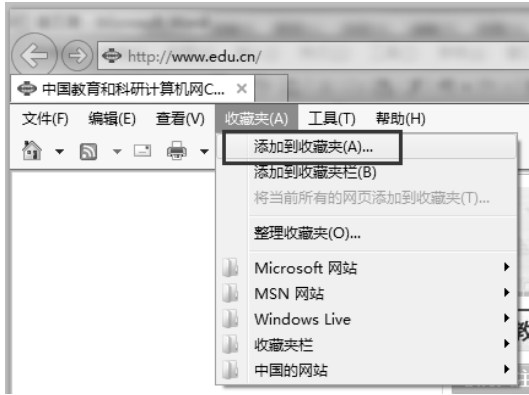 http://www.edu.cn/
中国教育和科研计算机网C...
文件(F) 编辑(E) 查看(V) 收藏夹(A) 工具(T) 帮助(H)
添加到收藏夹(A)...
添加到收藏夹栏(B)
将当前所有的网页添加到收藏夹(T)...
整理收藏夹(O)...
Microsoft 网站
MSN 网站
Windows Live
收藏夹栏
中国的网站